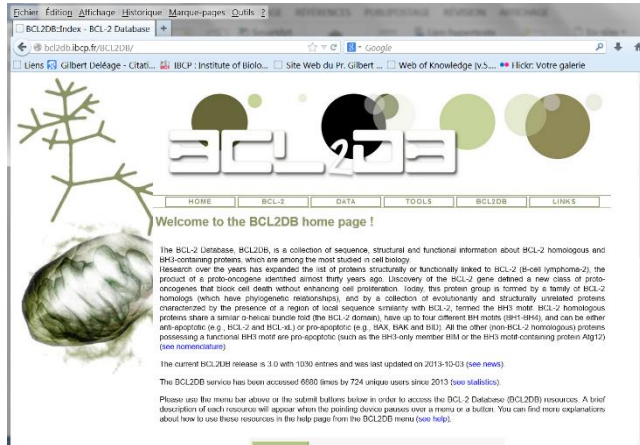 Fichier Édition Affichage Historique Marque-pages Outils ?
BCL2DB:Index - BCL-2 Database
bcl2db.ibcp.fr/BCL2DB/
Google
Liens Gilbert Deléage - Citati... IBCP : Institute of Biolo... Site Web du Pr. Gilbert ... Web of Knowledge [v.5.... Flickr: Votre galerie
BCL2DB
HOME BCL-2 DATA TOOLS BCL2DB LINKS
Welcome to the BCL2DB home page !
The BCL-2 Database, BCL2DB, is a collection of sequence, structural and functional information about BCL-2 homologous and
BH3-containing proteins, which are among the most studied in cell biology.
Research over the years has expanded the list of proteins structurally or functionally linked to BCL-2 (B-cell lymphoma-2), the
product of a proto-oncogene identified almost thirty years ago. Discovery of the BCL-2 gene defined a new class of proto-
oncogenes that block cell death without enhancing cell proliferation. Today, this protein group is formed by a family of BCL-2
homologs (which have phylogenetic relationships), and by a collection of evolutionarily and structurally unrelated proteins
characterized by the presence of a region of local sequence similarity with BCL-2, termed the BH3 motif. BCL-2 homologous
proteins share a similar α-helical bundle fold (the BCL-2 domain), have up to four different BH motifs (BH1-BH4), and can be either
anti-apoptotic (e.g., BCL-2 and BCL-xL) or pro-apoptotic (e.g., BAX, BAK and BID). All the other (non-BCL-2 homologous) proteins
possessing a functional BH3 motif are pro-apoptotic (such as the BH3-only member BIM or the BH3 motif-containing protein Atg12)
(see nomenclature).
The current BCL2DB release is 3.0 with 1030 entries and was last updated on 2013-10-03 (see news).
The BCL2DB service has been accessed 6680 times by 724 unique users since 2013 (see statistics).
Please use the menu bar above or the submit buttons below in order to access the BCL-2 Database (BCL2DB) resources. A brief
description of each resource will appear when the pointing device pauses over a menu or a button. You can find more explanations
about how to use these resources in the help page from the BCL2DB menu (see help).